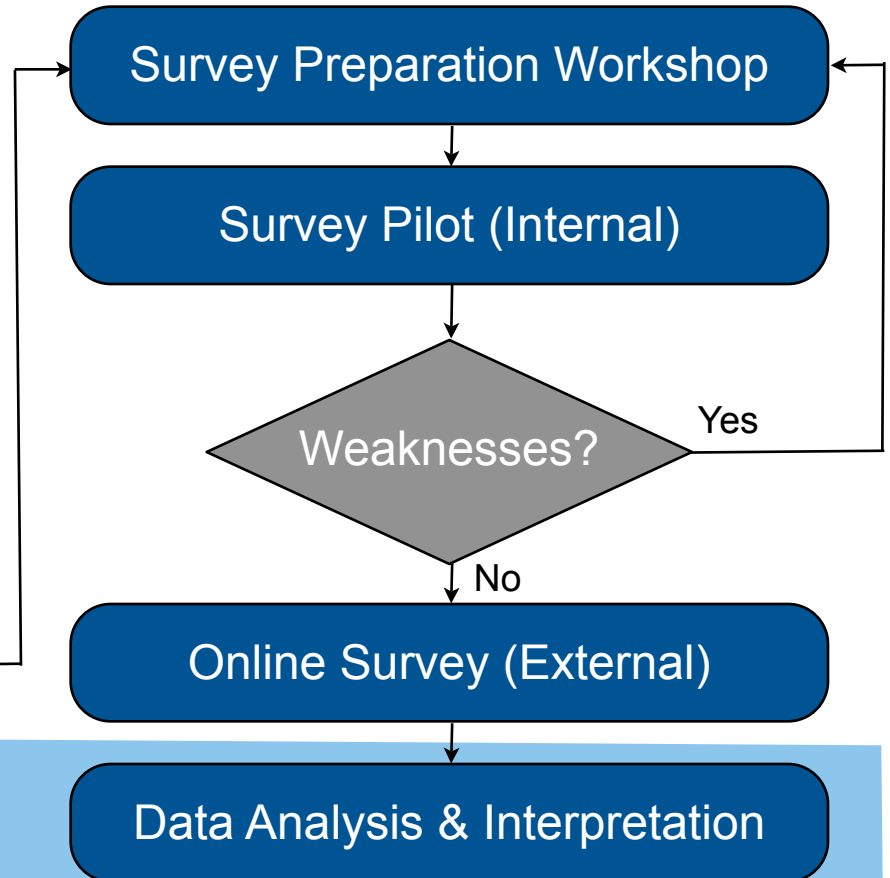 Survey Preparation Workshop
Survey Pilot (Internal)
Weaknesses?
Yes
No
Online Survey (External)
Data Analysis & Interpretation